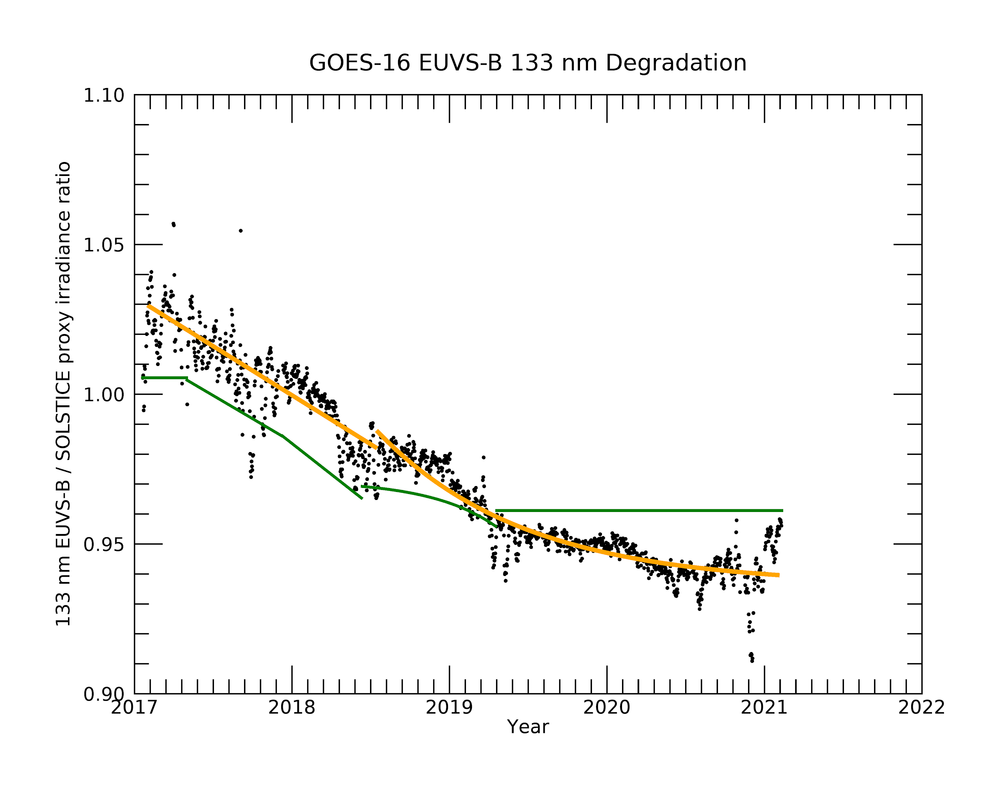 GOES-16 EUVS-B 133 nm Degradation
133 nm EUVS-B / SOLSTICE proxy irradiance ratio
1.10
1.05
1.00
0.95
0.90
2017 2018 2019 2020 2021 2022
Year